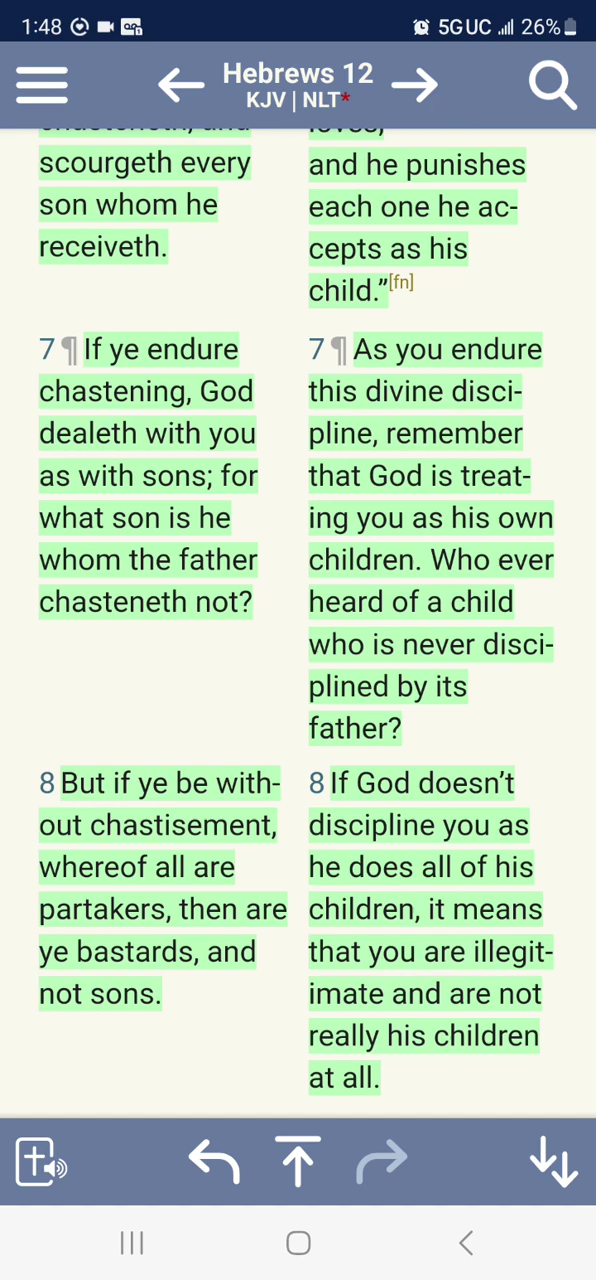 1:48 5GUC 26%
Hebrews 12
KJV | NLT*
chasteneth, and
scourgeth every
son whom he
receiveth.
loves,
and he punishes
each one he ac-
cepts as his
child.”[fn]
7 ¶ If ye endure
chastening, God
dealeth with you
as with sons; for
what son is he
whom the father
chasteneth not?
7 ¶ As you endure
this divine disci-
pline, remember
that God is treat-
ing you as his own
children. Who ever
heard of a child
who is never disci-
plined by its
father?
8 But if ye be with-
out chastisement,
whereof all are
partakers, then are
ye bastards, and
not sons.
8 If God doesn’t
discipline you as
he does all of his
children, it means
that you are illegit-
imate and are not
really his children
at all.